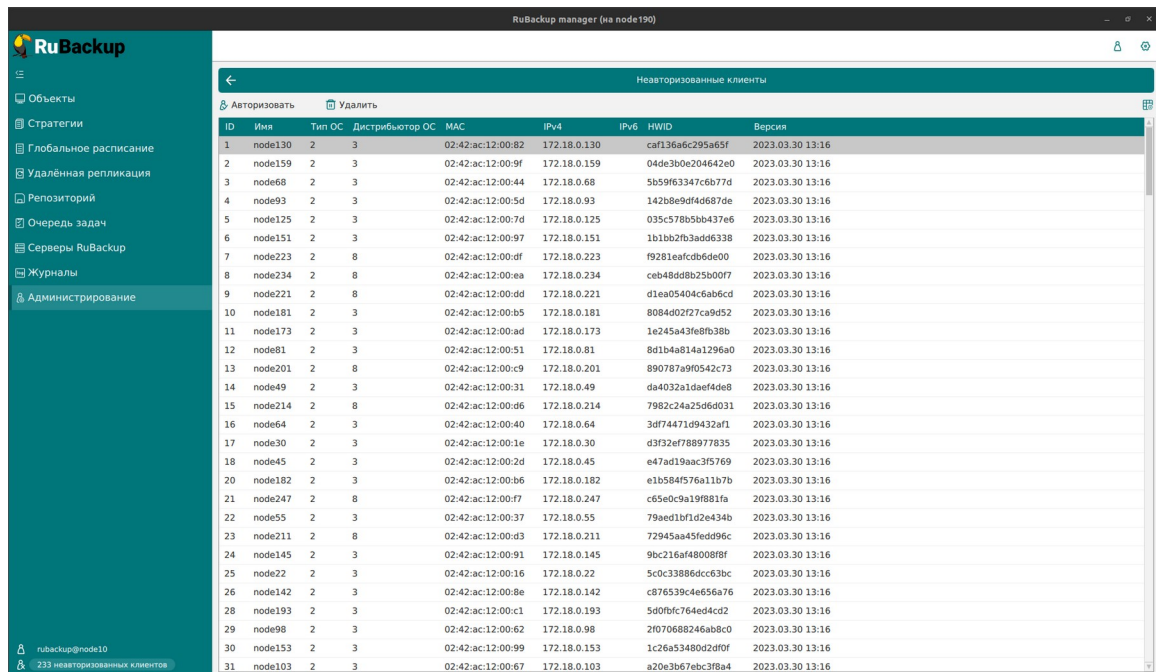 RuBackup manager (на node190)
RuBackup
Объекты
Стратегии
Глобальное расписание
Удалённая репликация
Репозиторий
Очередь задач
Серверы RuBackup
Журналы
Администрирование
rubackup@node10
233 неавторизованных клиентов
Неавторизованные клиенты
Авторизовать Удалить
ID Имя Тип ОС Дистрибьютор ОС MAC IPv4 IPv6 HWID Версия
1 node130 2 3 02:42:ac:12:00:82 172.18.0.130 caf136a6c295a65f 2023.03.30 13:16
2 node159 2 3 02:42:ac:12:00:9f 172.18.0.159 04de3b0e204642e0 2023.03.30 13:16
3 node68 2 3 02:42:ac:12:00:44 172.18.0.68 5b59f63347c6b77d 2023.03.30 13:16
4 node93 2 3 02:42:ac:12:00:5d 172.18.0.93 142b8e9df4d687de 2023.03.30 13:16
5 node125 2 3 02:42:ac:12:00:7d 172.18.0.125 035c578b5bb437e6 2023.03.30 13:16
6 node151 2 3 02:42:ac:12:00:97 172.18.0.151 1b1bb2fb3add6338 2023.03.30 13:16
7 node223 2 8 02:42:ac:12:00:df 172.18.0.223 f9281eafcdb6de00 2023.03.30 13:16
8 node234 2 8 02:42:ac:12:00:ea 172.18.0.234 ceb48dd8b25b00f7 2023.03.30 13:16
9 node221 2 8 02:42:ac:12:00:dd 172.18.0.221 d1ea05404c6ab6cd 2023.03.30 13:16
10 node181 2 3 02:42:ac:12:00:b5 172.18.0.181 8084d02f27ca9d52 2023.03.30 13:16
11 node173 2 3 02:42:ac:12:00:ad 172.18.0.173 1e245a43fe8fb38b 2023.03.30 13:16
12 node81 2 3 02:42:ac:12:00:51 172.18.0.81 8d1b4a814a1296a0 2023.03.30 13:16
13 node201 2 8 02:42:ac:12:00:c9 172.18.0.201 890787a9f0542c73 2023.03.30 13:16
14 node49 2 3 02:42:ac:12:00:31 172.18.0.49 da4032a1daef4de8 2023.03.30 13:16
15 node214 2 8 02:42:ac:12:00:d6 172.18.0.214 7982c24a25d6d031 2023.03.30 13:16
16 node64 2 3 02:42:ac:12:00:40 172.18.0.64 3df74471d9432af1 2023.03.30 13:16
17 node30 2 3 02:42:ac:12:00:1e 172.18.0.30 d3f32ef788977835 2023.03.30 13:16
18 node45 2 3 02:42:ac:12:00:2d 172.18.0.45 e47ad19aac3f5769 2023.03.30 13:16
20 node182 2 3 02:42:ac:12:00:b6 172.18.0.182 e1b584f576a11b7b 2023.03.30 13:16
21 node247 2 8 02:42:ac:12:00:f7 172.18.0.247 c65e0c9a19f881fa 2023.03.30 13:16
22 node55 2 3 02:42:ac:12:00:37 172.18.0.55 79aed1bf1d2e434b 2023.03.30 13:16
23 node211 2 8 02:42:ac:12:00:d3 172.18.0.211 72945aa45fedd96c 2023.03.30 13:16
24 node145 2 3 02:42:ac:12:00:91 172.18.0.145 9bc216af48008f8f 2023.03.30 13:16
25 node22 2 3 02:42:ac:12:00:16 172.18.0.22 5c0c33886dcc63bc 2023.03.30 13:16
26 node142 2 3 02:42:ac:12:00:8e 172.18.0.142 c876539c4e656a76 2023.03.30 13:16
28 node193 2 3 02:42:ac:12:00:c1 172.18.0.193 5d0fbfc764ed4cd2 2023.03.30 13:16
29 node98 2 3 02:42:ac:12:00:62 172.18.0.98 2f070688246ab8c0 2023.03.30 13:16
30 node153 2 3 02:42:ac:12:00:99 172.18.0.153 1c26a53480d2df0f 2023.03.30 13:16
31 node103 2 3 02:42:ac:12:00:67 172.18.0.103 a20e3b67ebc3f8a4 2023.03.30 13:16